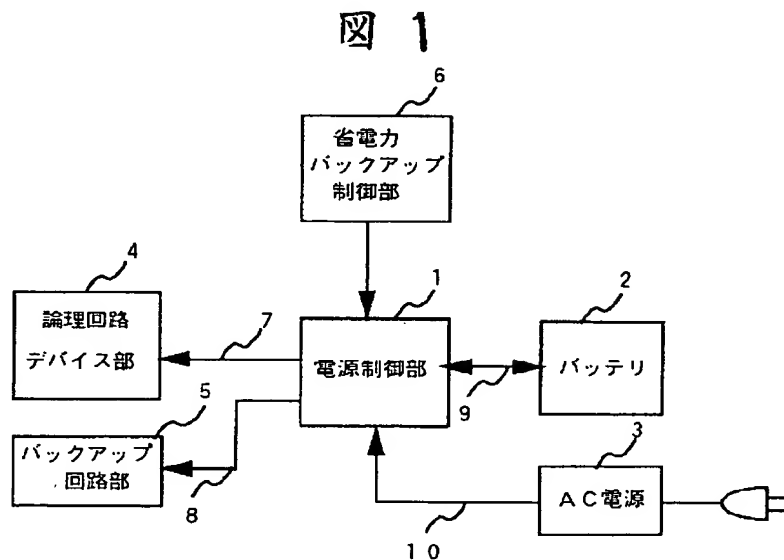 図 1
6
省電力
バックアップ
制御部
4
論理回路
デバイス部
7
1
電源制御部
2
バッテリ
9
5
バックアップ
回路部
8
3
AC電源
10